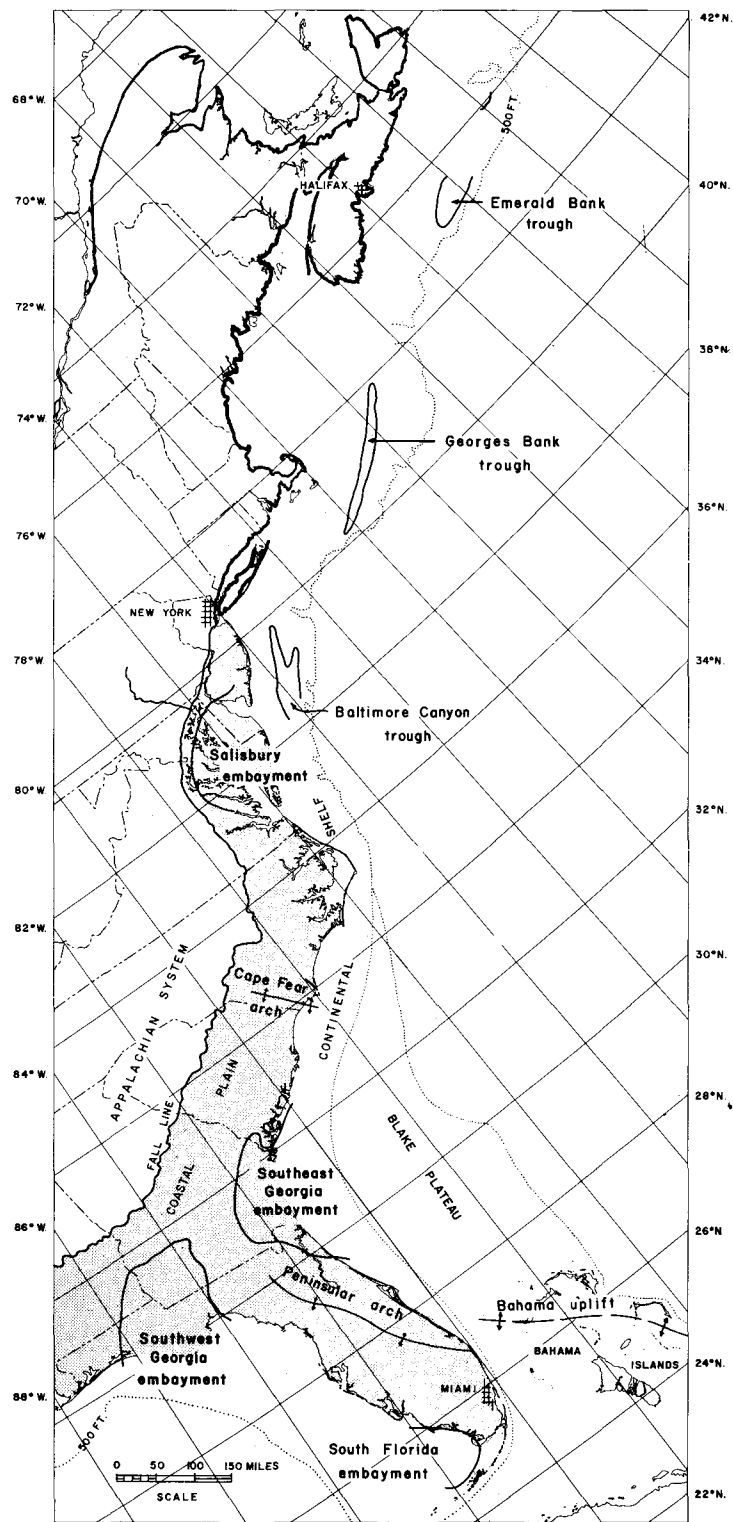 42°N.
500 FT.
68°W.
HALIFAX
40°N.
Emerald Bank
trough
70°W.
72°W.
38°N.
74°W.
Georges Bank
trough
36°N.
76°W.
NEW YORK
78°W.
34°N.
Baltimore Canyon
trough
Salisbury
embayment
80°W.
32°N.
SHELF
82°W.
30°N.
APPALACHIAN SYSTEM
Cape Fear
arch
CONTINENTAL
84°W.
PLAIN
28°N.
FALL LINE
BLAKE PLATEAU
COASTAL
Southeast
Georgia
embayment
86°W.
26°N.
Peninsular arch
Bahama uplift
Southwest
Georgia
embayment
BAHAMA
ISLANDS
24°N.
MIAMI
88°W.
500 FT.
South Florida
embayment
0 50 100 150 MILES
SCALE
22°N.